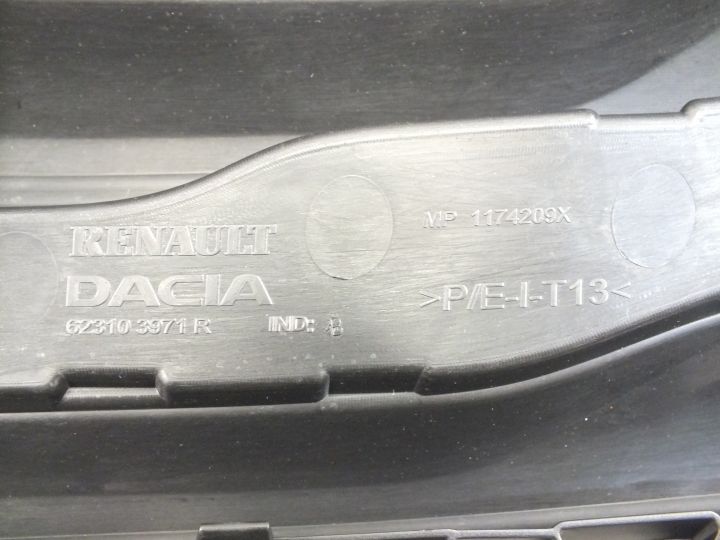 RENAULT
DACIA
62310 3971 R IND:
MP 1174209X
>P/E-I-T13<